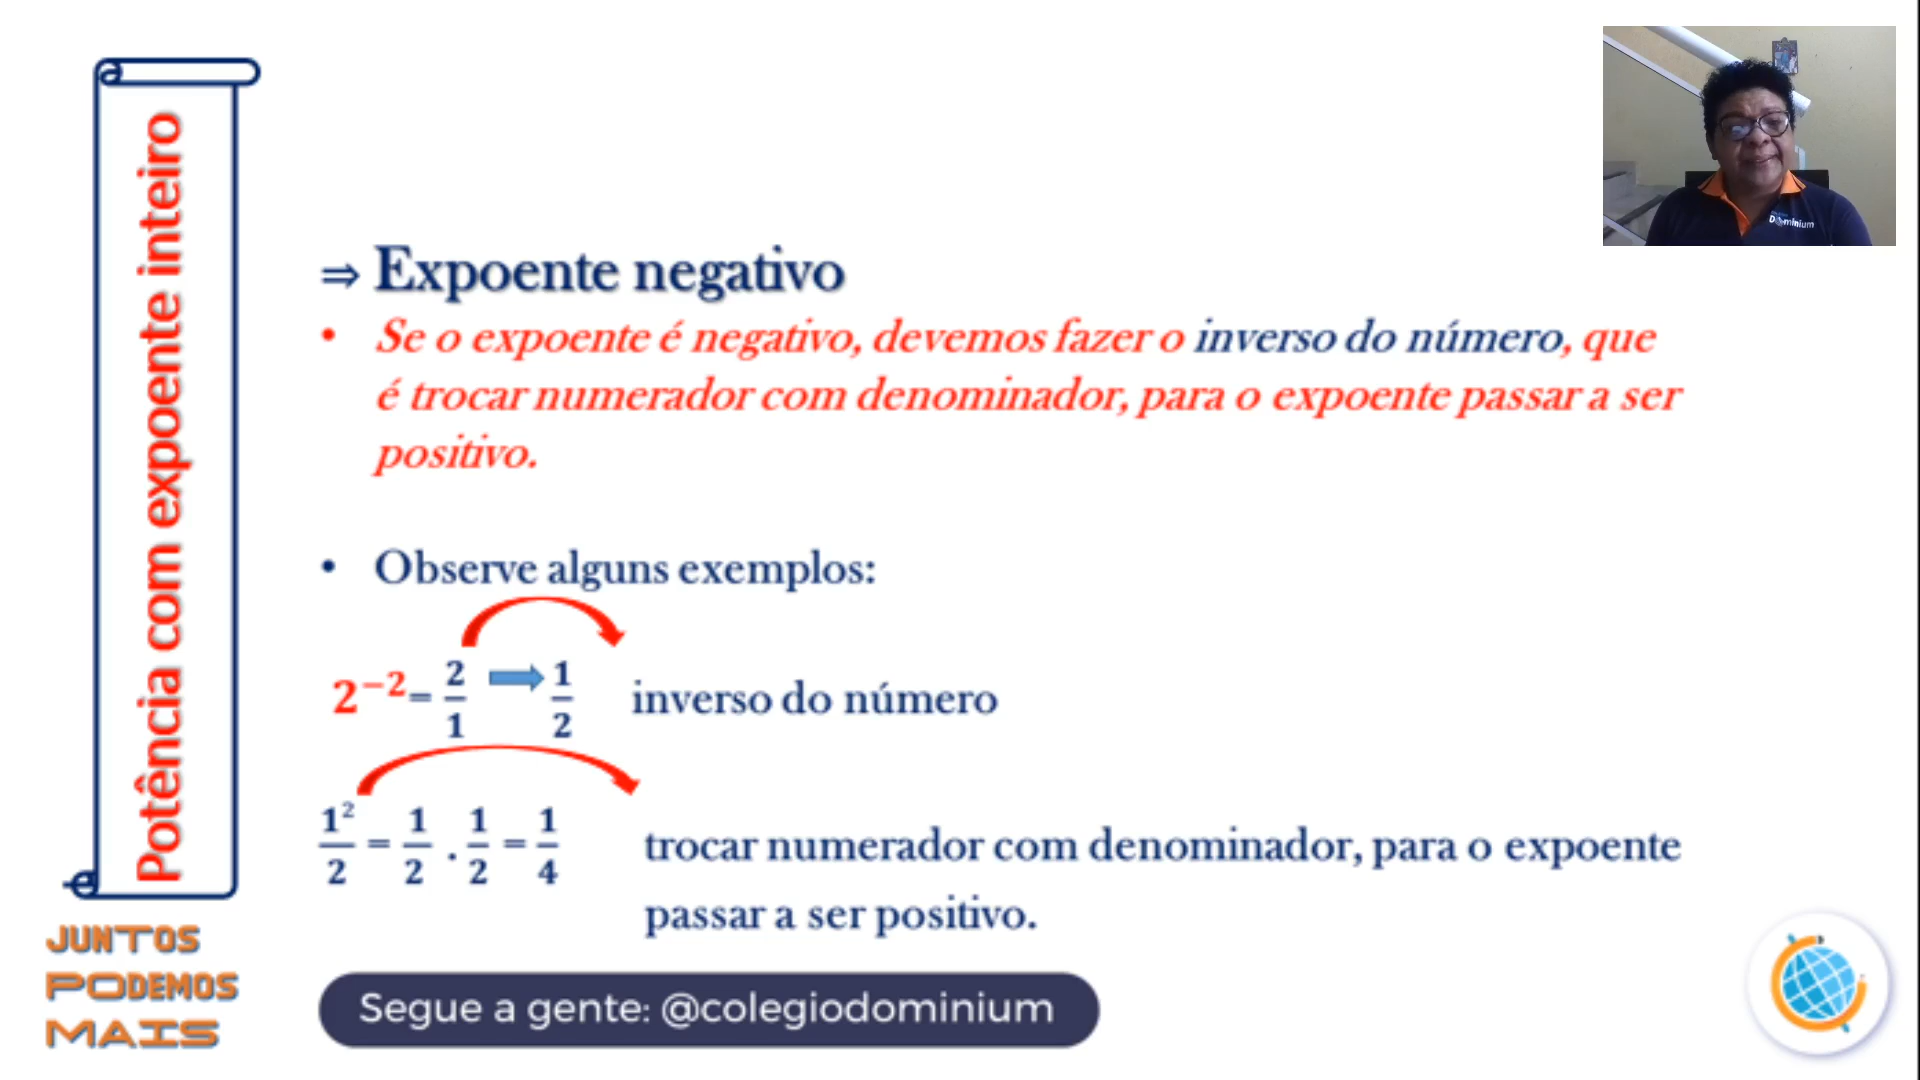 Potência com expoente inteiro
⇒ Expoente negativo
• Se o expoente é negativo, devemos fazer o inverso do número, que
é trocar numerador com denominador, para o expoente passar a ser
positivo.
• Observe alguns exemplos:
2⁻²= 2/1 → 1/2 inverso do número
1²/2 = 1/2 . 1/2 = 1/4 trocar numerador com denominador, para o expoente
passar a ser positivo.
JUNTOS
PODEMOS
MAIS
Segue a gente: @colegiodominium
Dominium